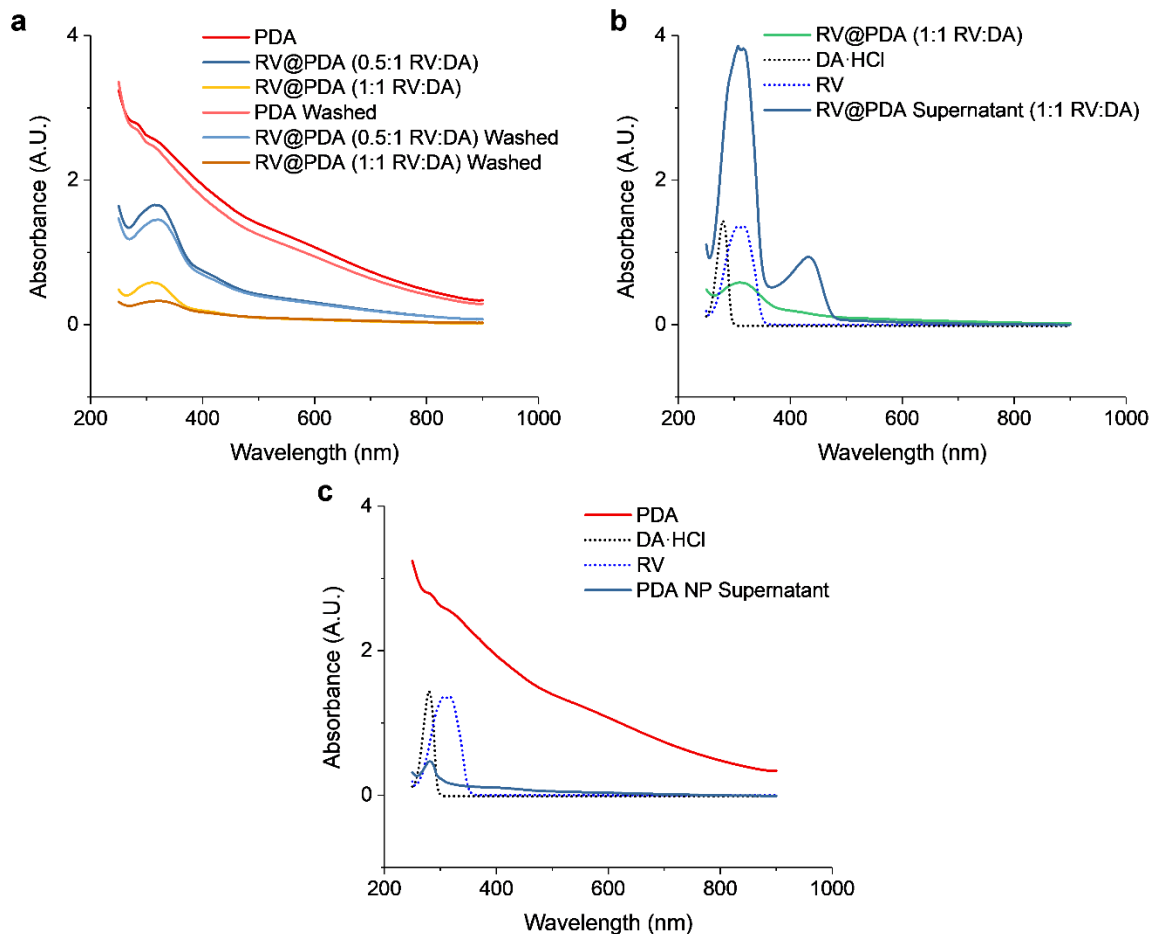 a
4
2
0
Absorbance (A.U.)
PDA
RV@PDA (0.5:1 RV:DA)
RV@PDA (1:1 RV:DA)
PDA Washed
RV@PDA (0.5:1 RV:DA) Washed
RV@PDA (1:1 RV:DA) Washed
200 400 600 800 1000
Wavelength (nm)
b
4
2
0
Absorbance (A.U.)
RV@PDA (1:1 RV:DA)
DA·HCl
RV
RV@PDA Supernatant (1:1 RV:DA)
200 400 600 800 1000
Wavelength (nm)
c
4
2
0
Absorbance (A.U.)
PDA
DA·HCl
RV
PDA NP Supernatant
200 400 600 800 1000
Wavelength (nm)